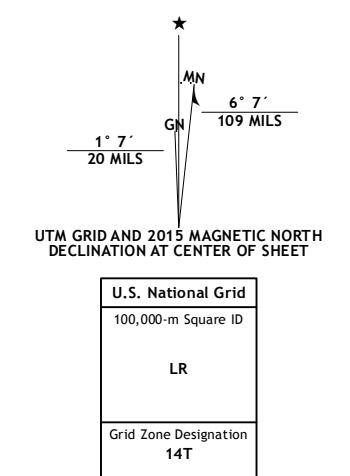 ★
MN
6° 7´
109 MILS
GN
1° 7´
20 MILS
UTM GRID AND 2015 MAGNETIC NORTH
DECLINATION AT CENTER OF SHEET
U.S. National Grid
100,000-m Square ID
LR
Grid Zone Designation
14T